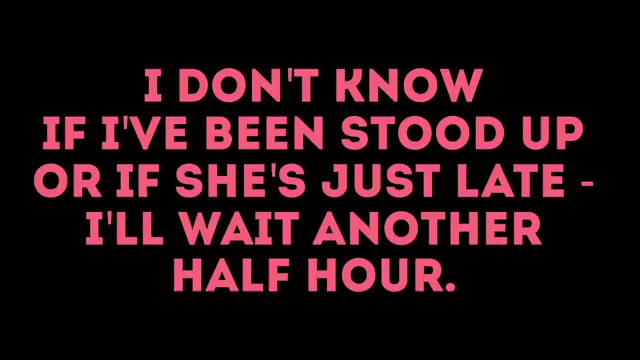 I DON'T KNOW
IF I'VE BEEN STOOD UP
OR IF SHE'S JUST LATE -
I'LL WAIT ANOTHER
HALF HOUR.